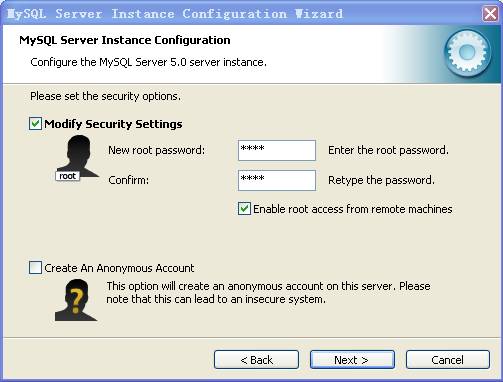 MySQL Server Instance Configuration Wizard
MySQL Server Instance Configuration
Configure the MySQL Server 5.0 server instance.
Please set the security options.
Modify Security Settings
New root password: **** Enter the root password.
root
Confirm: **** Retype the password.
Enable root access from remote machines
Create An Anonymous Account
This option will create an anonymous account on this server. Please
note that this can lead to an insecure system.
< Back Next > Cancel